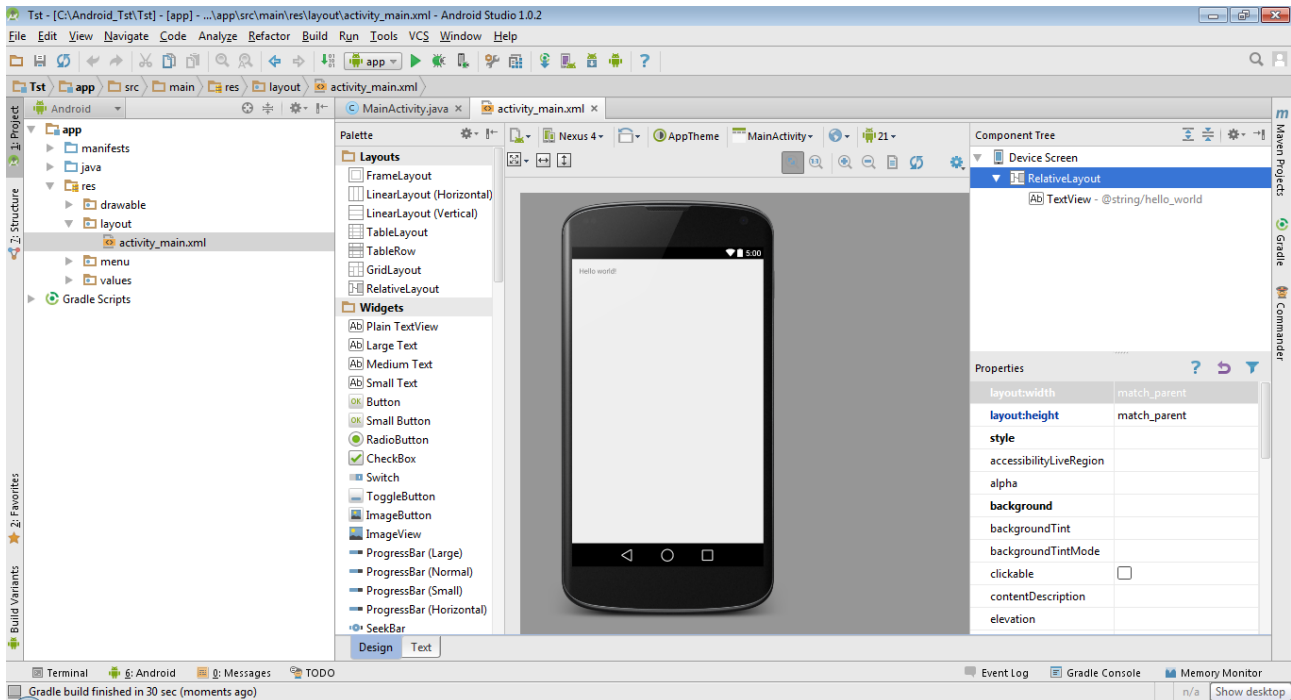 Tst - [C:\Android_Tst\Tst] - [app] - ...\app\src\main\res\layout\activity_main.xml - Android Studio 1.0.2
File Edit View Navigate Code Analyze Refactor Build Run Tools VCS Window Help
app
Tst app src main res layout activity_main.xml
1: Project
7: Structure
2: Favorites
Build Variants
Android
app
manifests
java
res
drawable
layout
activity_main.xml
menu
values
Gradle Scripts
MainActivity.java activity_main.xml
Palette
Layouts
FrameLayout
LinearLayout (Horizontal)
LinearLayout (Vertical)
TableLayout
TableRow
GridLayout
RelativeLayout
Widgets
Ab Plain TextView
Ab Large Text
Ab Medium Text
Ab Small Text
OK Button
OK Small Button
RadioButton
CheckBox
Switch
ToggleButton
ImageButton
ImageView
ProgressBar (Large)
ProgressBar (Normal)
ProgressBar (Small)
ProgressBar (Horizontal)
SeekBar
Design Text
Nexus 4 AppTheme MainActivity 21
5:00
Hello world!
Component Tree
Device Screen
RelativeLayout
Ab TextView - @string/hello_world
Properties
layout:width match_parent
layout:height match_parent
style
accessibilityLiveRegion
alpha
background
backgroundTint
backgroundTintMode
clickable
contentDescription
elevation
m Maven Projects
Gradle
Commander
Terminal 6: Android 0: Messages TODO Event Log Gradle Console Memory Monitor
Gradle build finished in 30 sec (moments ago) n/a Show desktop